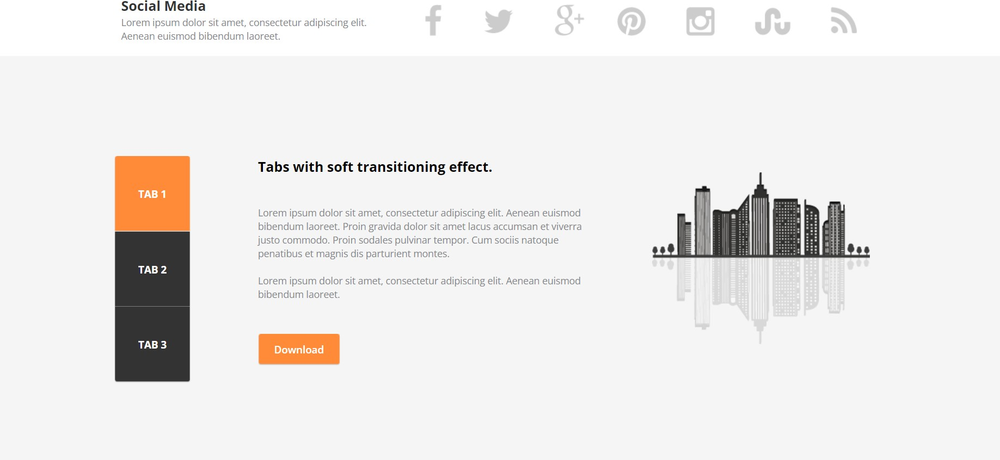 Social Media
Lorem ipsum dolor sit amet, consectetur adipiscing elit.
Aenean euismod bibendum laoreet.
TAB 1
TAB 2
TAB 3
Tabs with soft transitioning effect.
Lorem ipsum dolor sit amet, consectetur adipiscing elit. Aenean euismod
bibendum laoreet. Proin gravida dolor sit amet lacus accumsan et viverra
justo commodo. Proin sodales pulvinar tempor. Cum sociis natoque
penatibus et magnis dis parturient montes.
Lorem ipsum dolor sit amet, consectetur adipiscing elit. Aenean euismod
bibendum laoreet.
Download